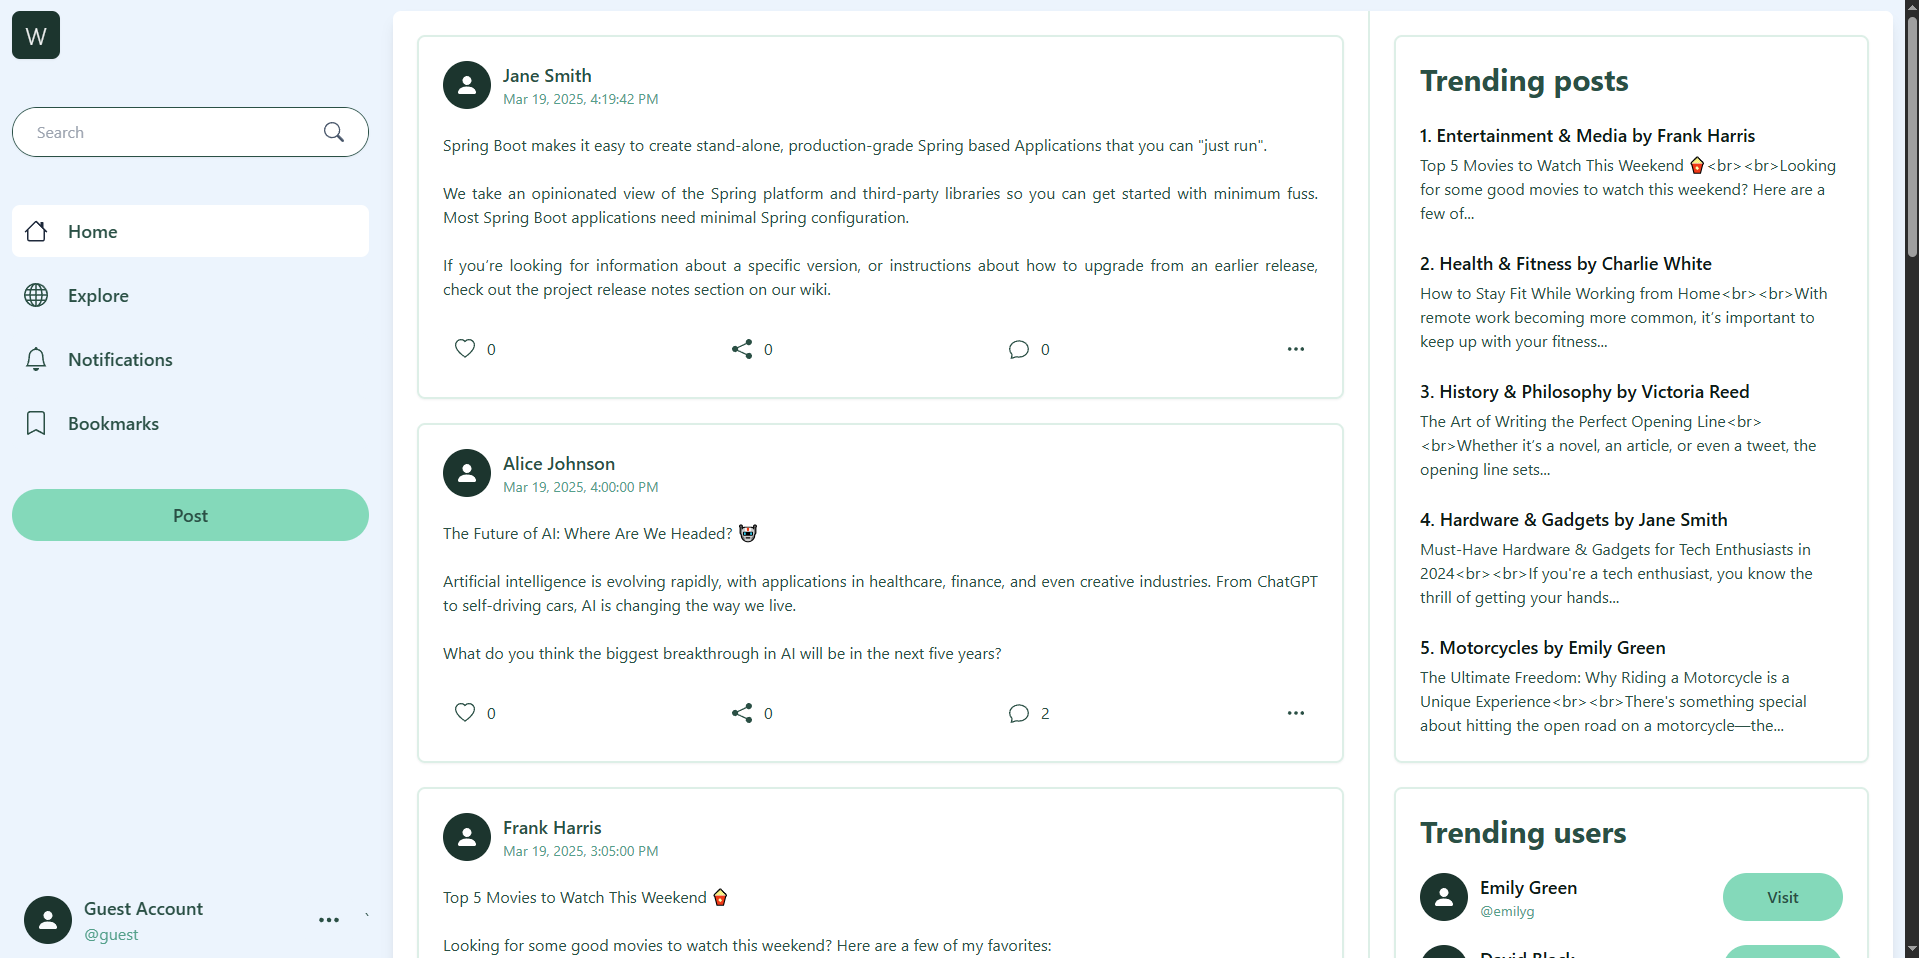 W
Search
Home
Explore
Notifications
Bookmarks
Post
Guest Account
@guest
`
Jane Smith
Mar 19, 2025, 4:19:42 PM
Spring Boot makes it easy to create stand-alone, production-grade Spring based Applications that you can "just run".
We take an opinionated view of the Spring platform and third-party libraries so you can get started with minimum fuss.
Most Spring Boot applications need minimal Spring configuration.
If you’re looking for information about a specific version, or instructions about how to upgrade from an earlier release,
check out the project release notes section on our wiki.
0 0 0
Alice Johnson
Mar 19, 2025, 4:00:00 PM
The Future of AI: Where Are We Headed? 🤖
Artificial intelligence is evolving rapidly, with applications in healthcare, finance, and even creative industries. From ChatGPT
to self-driving cars, AI is changing the way we live.
What do you think the biggest breakthrough in AI will be in the next five years?
0 0 2
Frank Harris
Mar 19, 2025, 3:05:00 PM
Top 5 Movies to Watch This Weekend 🍿
Looking for some good movies to watch this weekend? Here are a few of my favorites:
Trending posts
1. Entertainment & Media by Frank Harris
Top 5 Movies to Watch This Weekend 🍿<br><br>Looking
for some good movies to watch this weekend? Here are a
few of...
2. Health & Fitness by Charlie White
How to Stay Fit While Working from Home<br><br>With
remote work becoming more common, it’s important to
keep up with your fitness...
3. History & Philosophy by Victoria Reed
The Art of Writing the Perfect Opening Line<br>
<br>Whether it’s a novel, an article, or even a tweet, the
opening line sets...
4. Hardware & Gadgets by Jane Smith
Must-Have Hardware & Gadgets for Tech Enthusiasts in
2024<br><br>If you're a tech enthusiast, you know the
thrill of getting your hands...
5. Motorcycles by Emily Green
The Ultimate Freedom: Why Riding a Motorcycle is a
Unique Experience<br><br>There's something special
about hitting the open road on a motorcycle—the...
Trending users
Emily Green
@emilyg
Visit
David Black